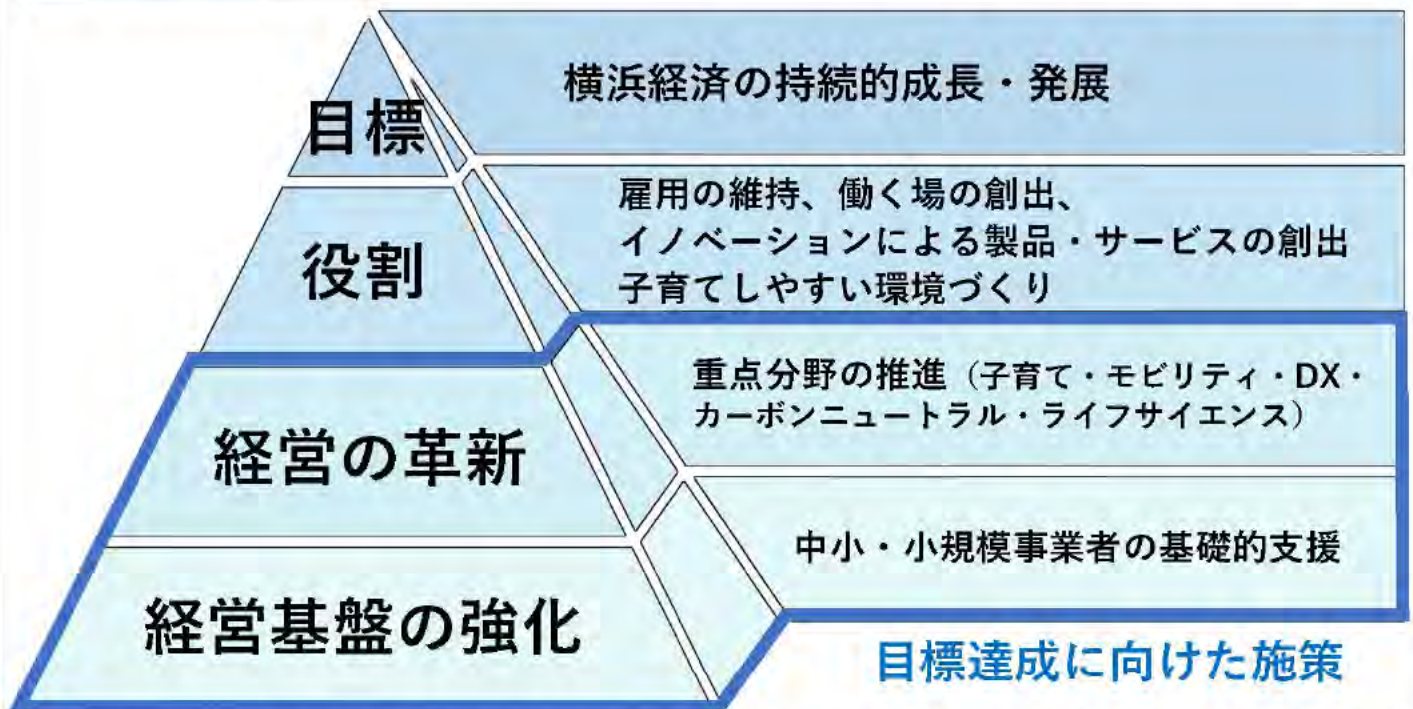 目標
横浜経済の持続的成長・発展
役割
雇用の維持、働く場の創出、
イノベーションによる製品・サービスの創出
子育てしやすい環境づくり
経営の革新
重点分野の推進（子育て・モビリティ・DX・
カーボンニュートラル・ライフサイエンス）
経営基盤の強化
中小・小規模事業者の基礎的支援
目標達成に向けた施策